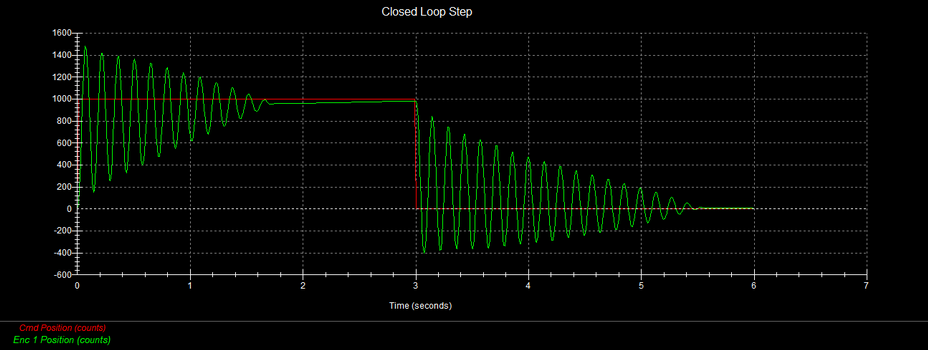 Closed Loop Step
1600
1400
1200
1000
800
600
400
200
0
-200
-400
-600
0 1 2 3 4 5 6 7
Time (seconds)
Cmd Position (counts)
Enc 1 Position (counts)